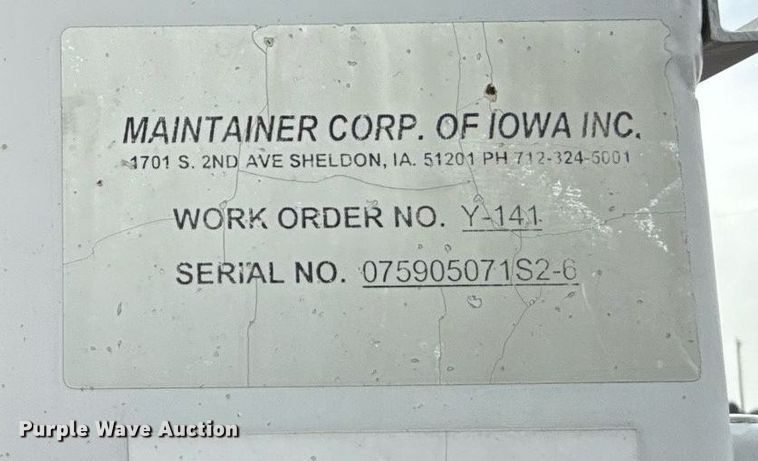 MAINTAINER CORP. OF IOWA INC.
1701 S. 2ND AVE SHELDON, IA. 51201 PH 712-324-5001
WORK ORDER NO. Y-141
SERIAL NO. 075905071S2-6
Purple Wave Auction